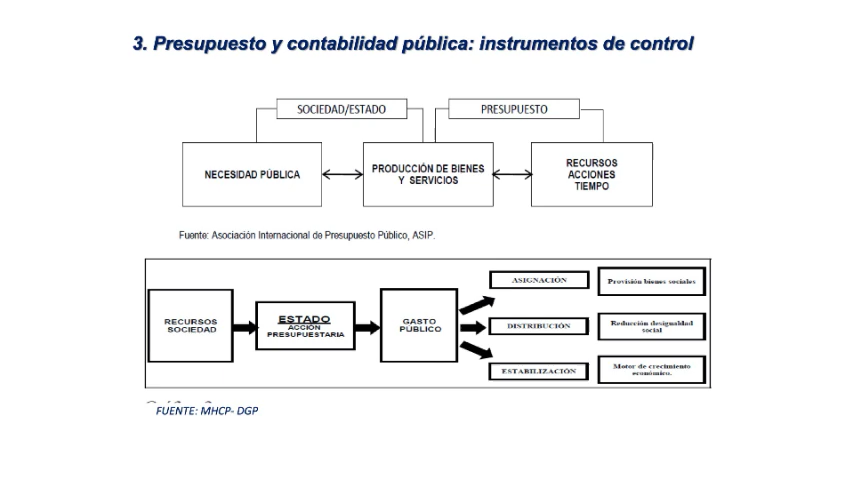 3. Presupuesto y contabilidad pública: instrumentos de control
SOCIEDAD/ESTADO
PRESUPUESTO
NECESIDAD PÚBLICA
PRODUCCIÓN DE BIENES
Y SERVICIOS
RECURSOS
ACCIONES
TIEMPO
Fuente: Asociación Internacional de Presupuesto Público, ASIP.
RECURSOS
SOCIEDAD
ESTADO
ACCIÓN
PRESUPUESTARIA
GASTO
PÚBLICO
ASIGNACIÓN
Provisión bienes sociales
DISTRIBUCIÓN
Reducción desigualdad
social
ESTABILIZACIÓN
Motor de crecimiento
económico.
FUENTE: MHCP- DGP